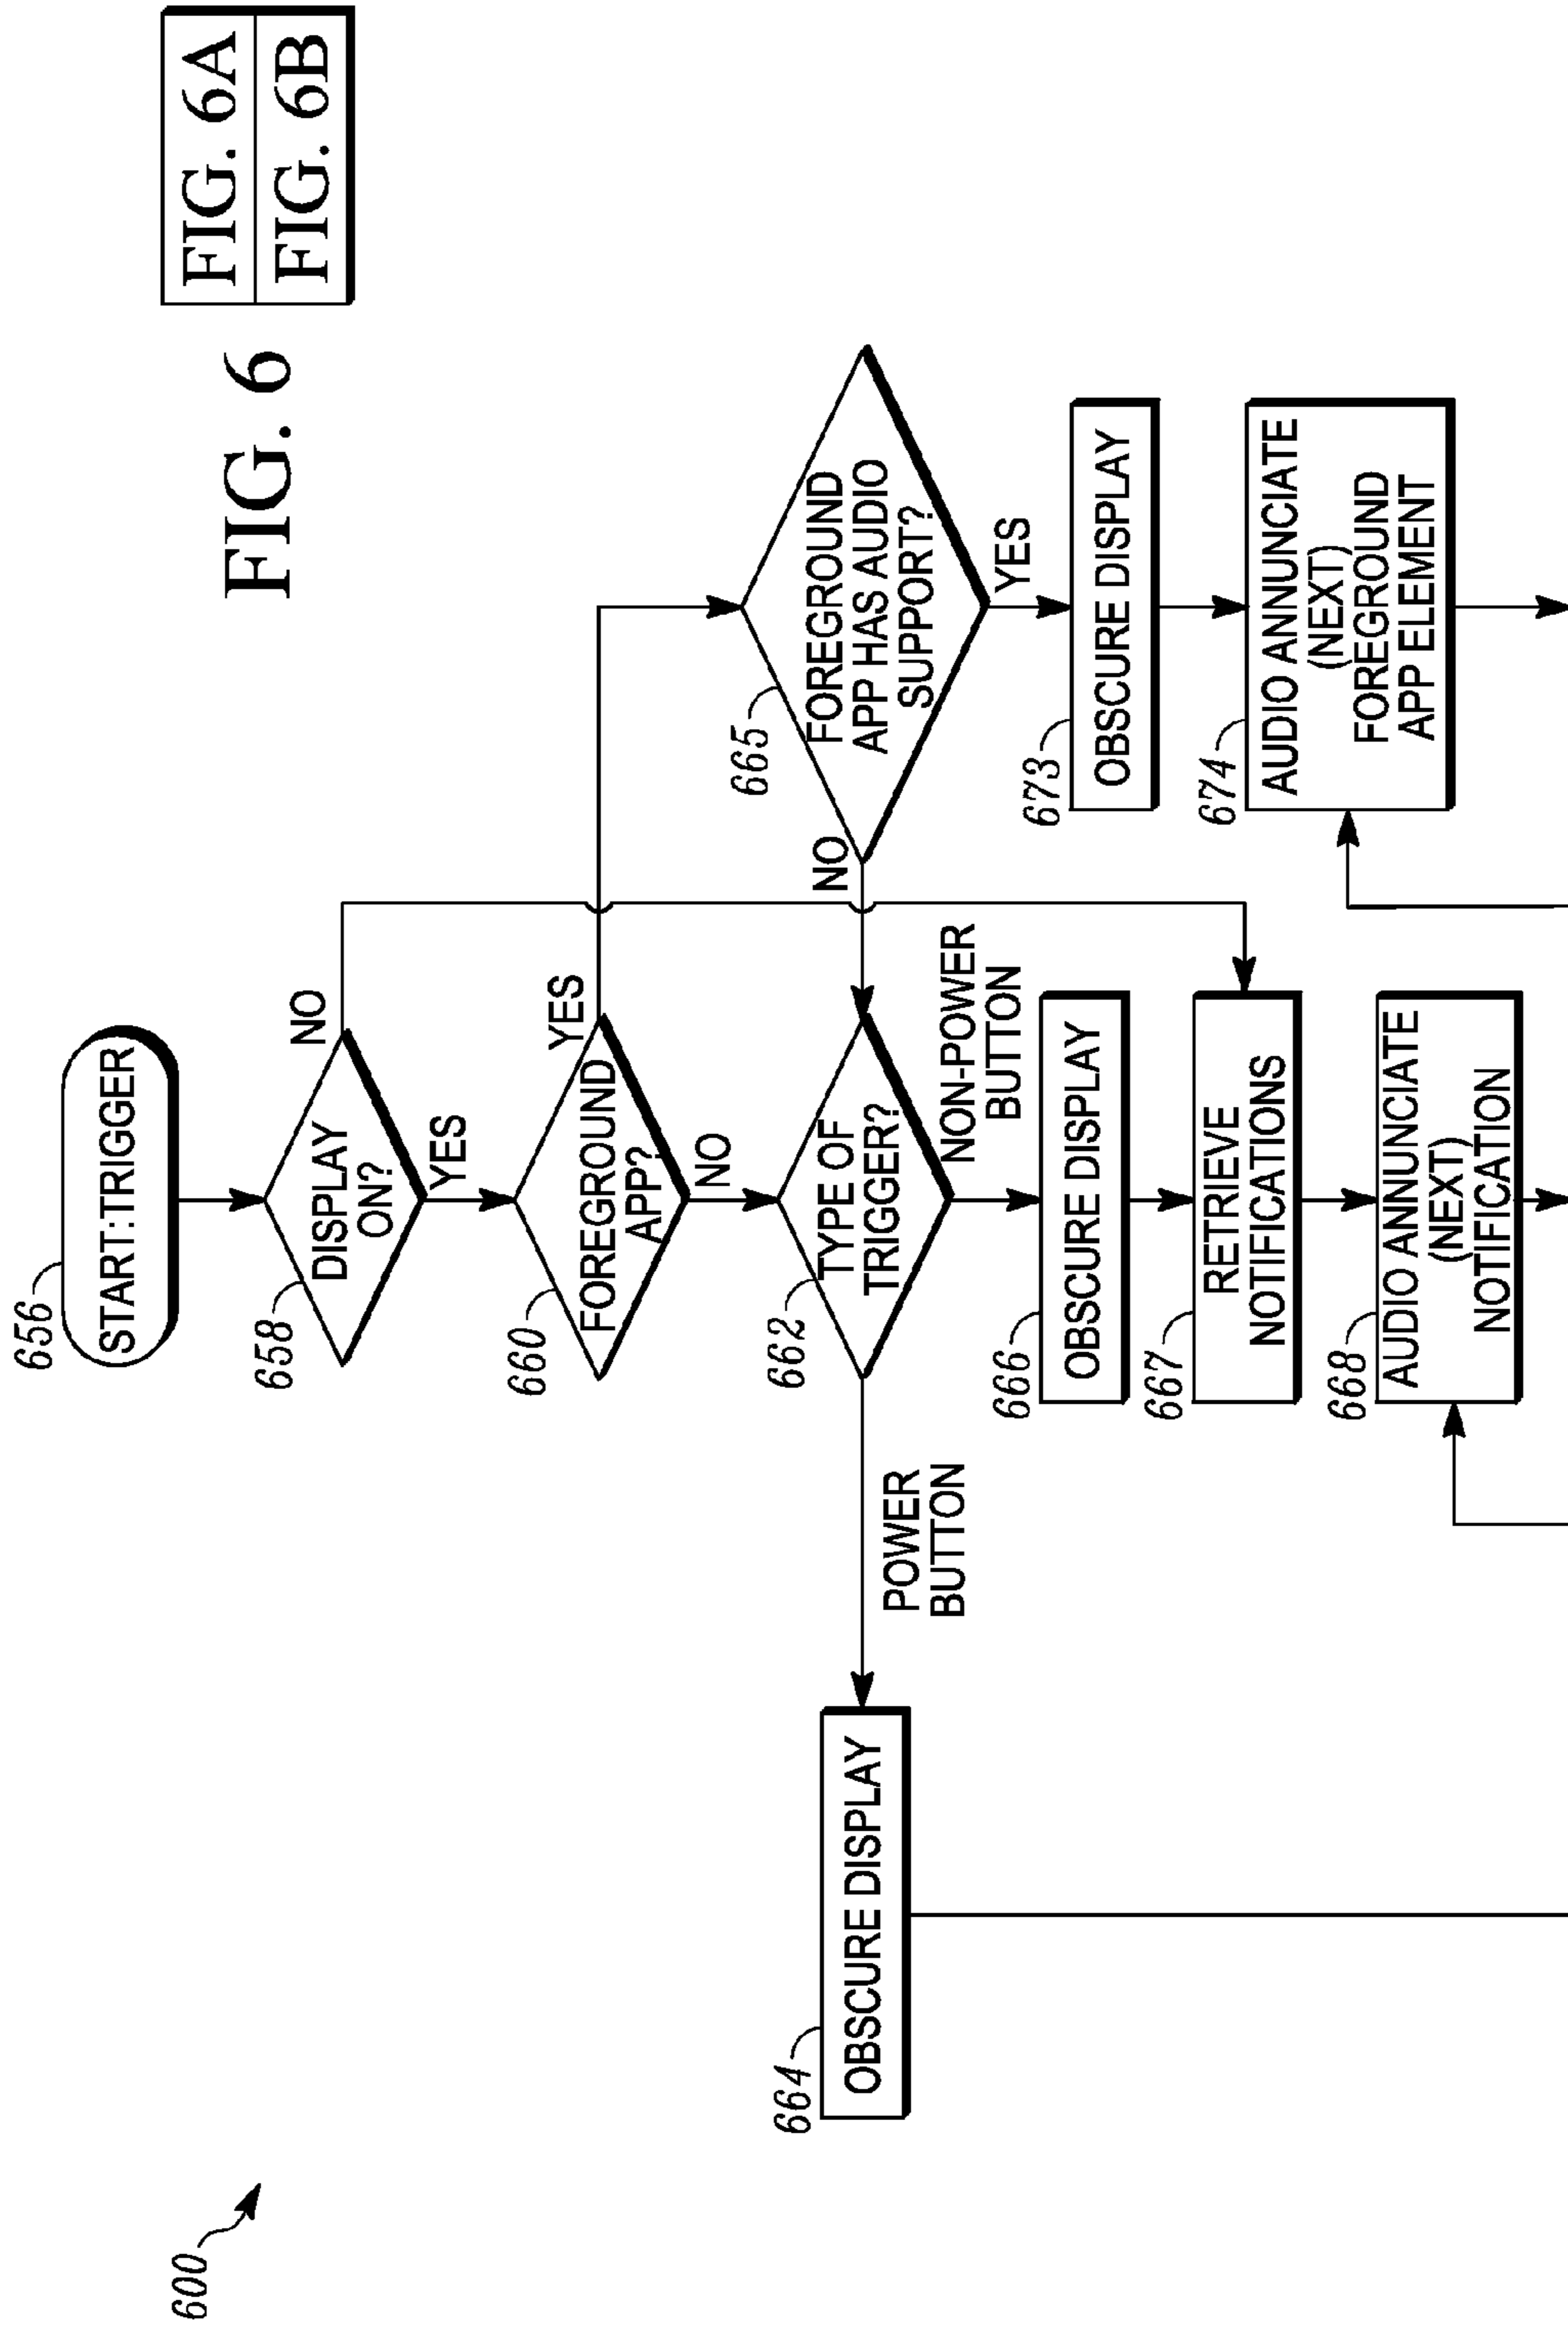 FIG. 6
FIG. 6A
FIG. 6B
600
656
START:TRIGGER
658
DISPLAY
ON?
NO
YES
660
FOREGROUND
APP?
YES
NO
662
TYPE OF
TRIGGER?
POWER
BUTTON
NON-POWER
BUTTON
664
OBSCURE DISPLAY
665
FOREGROUND
APP HAS AUDIO
SUPPORT?
NO
YES
666
OBSCURE DISPLAY
667
RETRIEVE
NOTIFICATIONS
668
AUDIO ANNUNCIATE
(NEXT)
NOTIFICATION
673
OBSCURE DISPLAY
674
AUDIO ANNUNCIATE
(NEXT)
FOREGROUND
APP ELEMENT